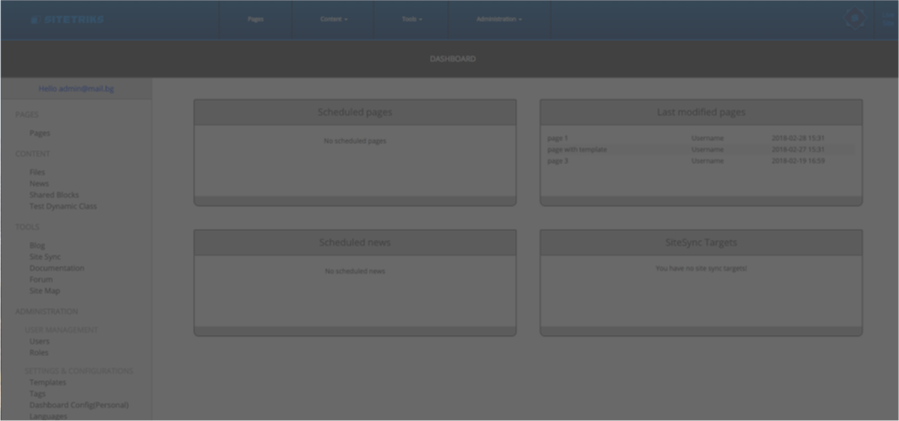 SITETRIKS
Pages
Content
Tools
Administration
DASHBOARD
Hello admin@mail.bg
PAGES
Pages
CONTENT
Files
News
Shared Blocks
Test Dynamic Class
TOOLS
Blog
Site Sync
Documentation
Forum
Site Map
ADMINISTRATION
USER MANAGEMENT
Users
Roles
SETTINGS & CONFIGURATIONS
Templates
Tags
Dashboard Config(Personal)
Languages
Scheduled pages
No scheduled pages
Last modified pages
page 1 Username 2018-02-28 15:31
page with template Username 2018-02-27 15:31
page 3 Username 2018-02-19 16:59
Scheduled news
No scheduled news
SiteSync Targets
You have no site sync targets!